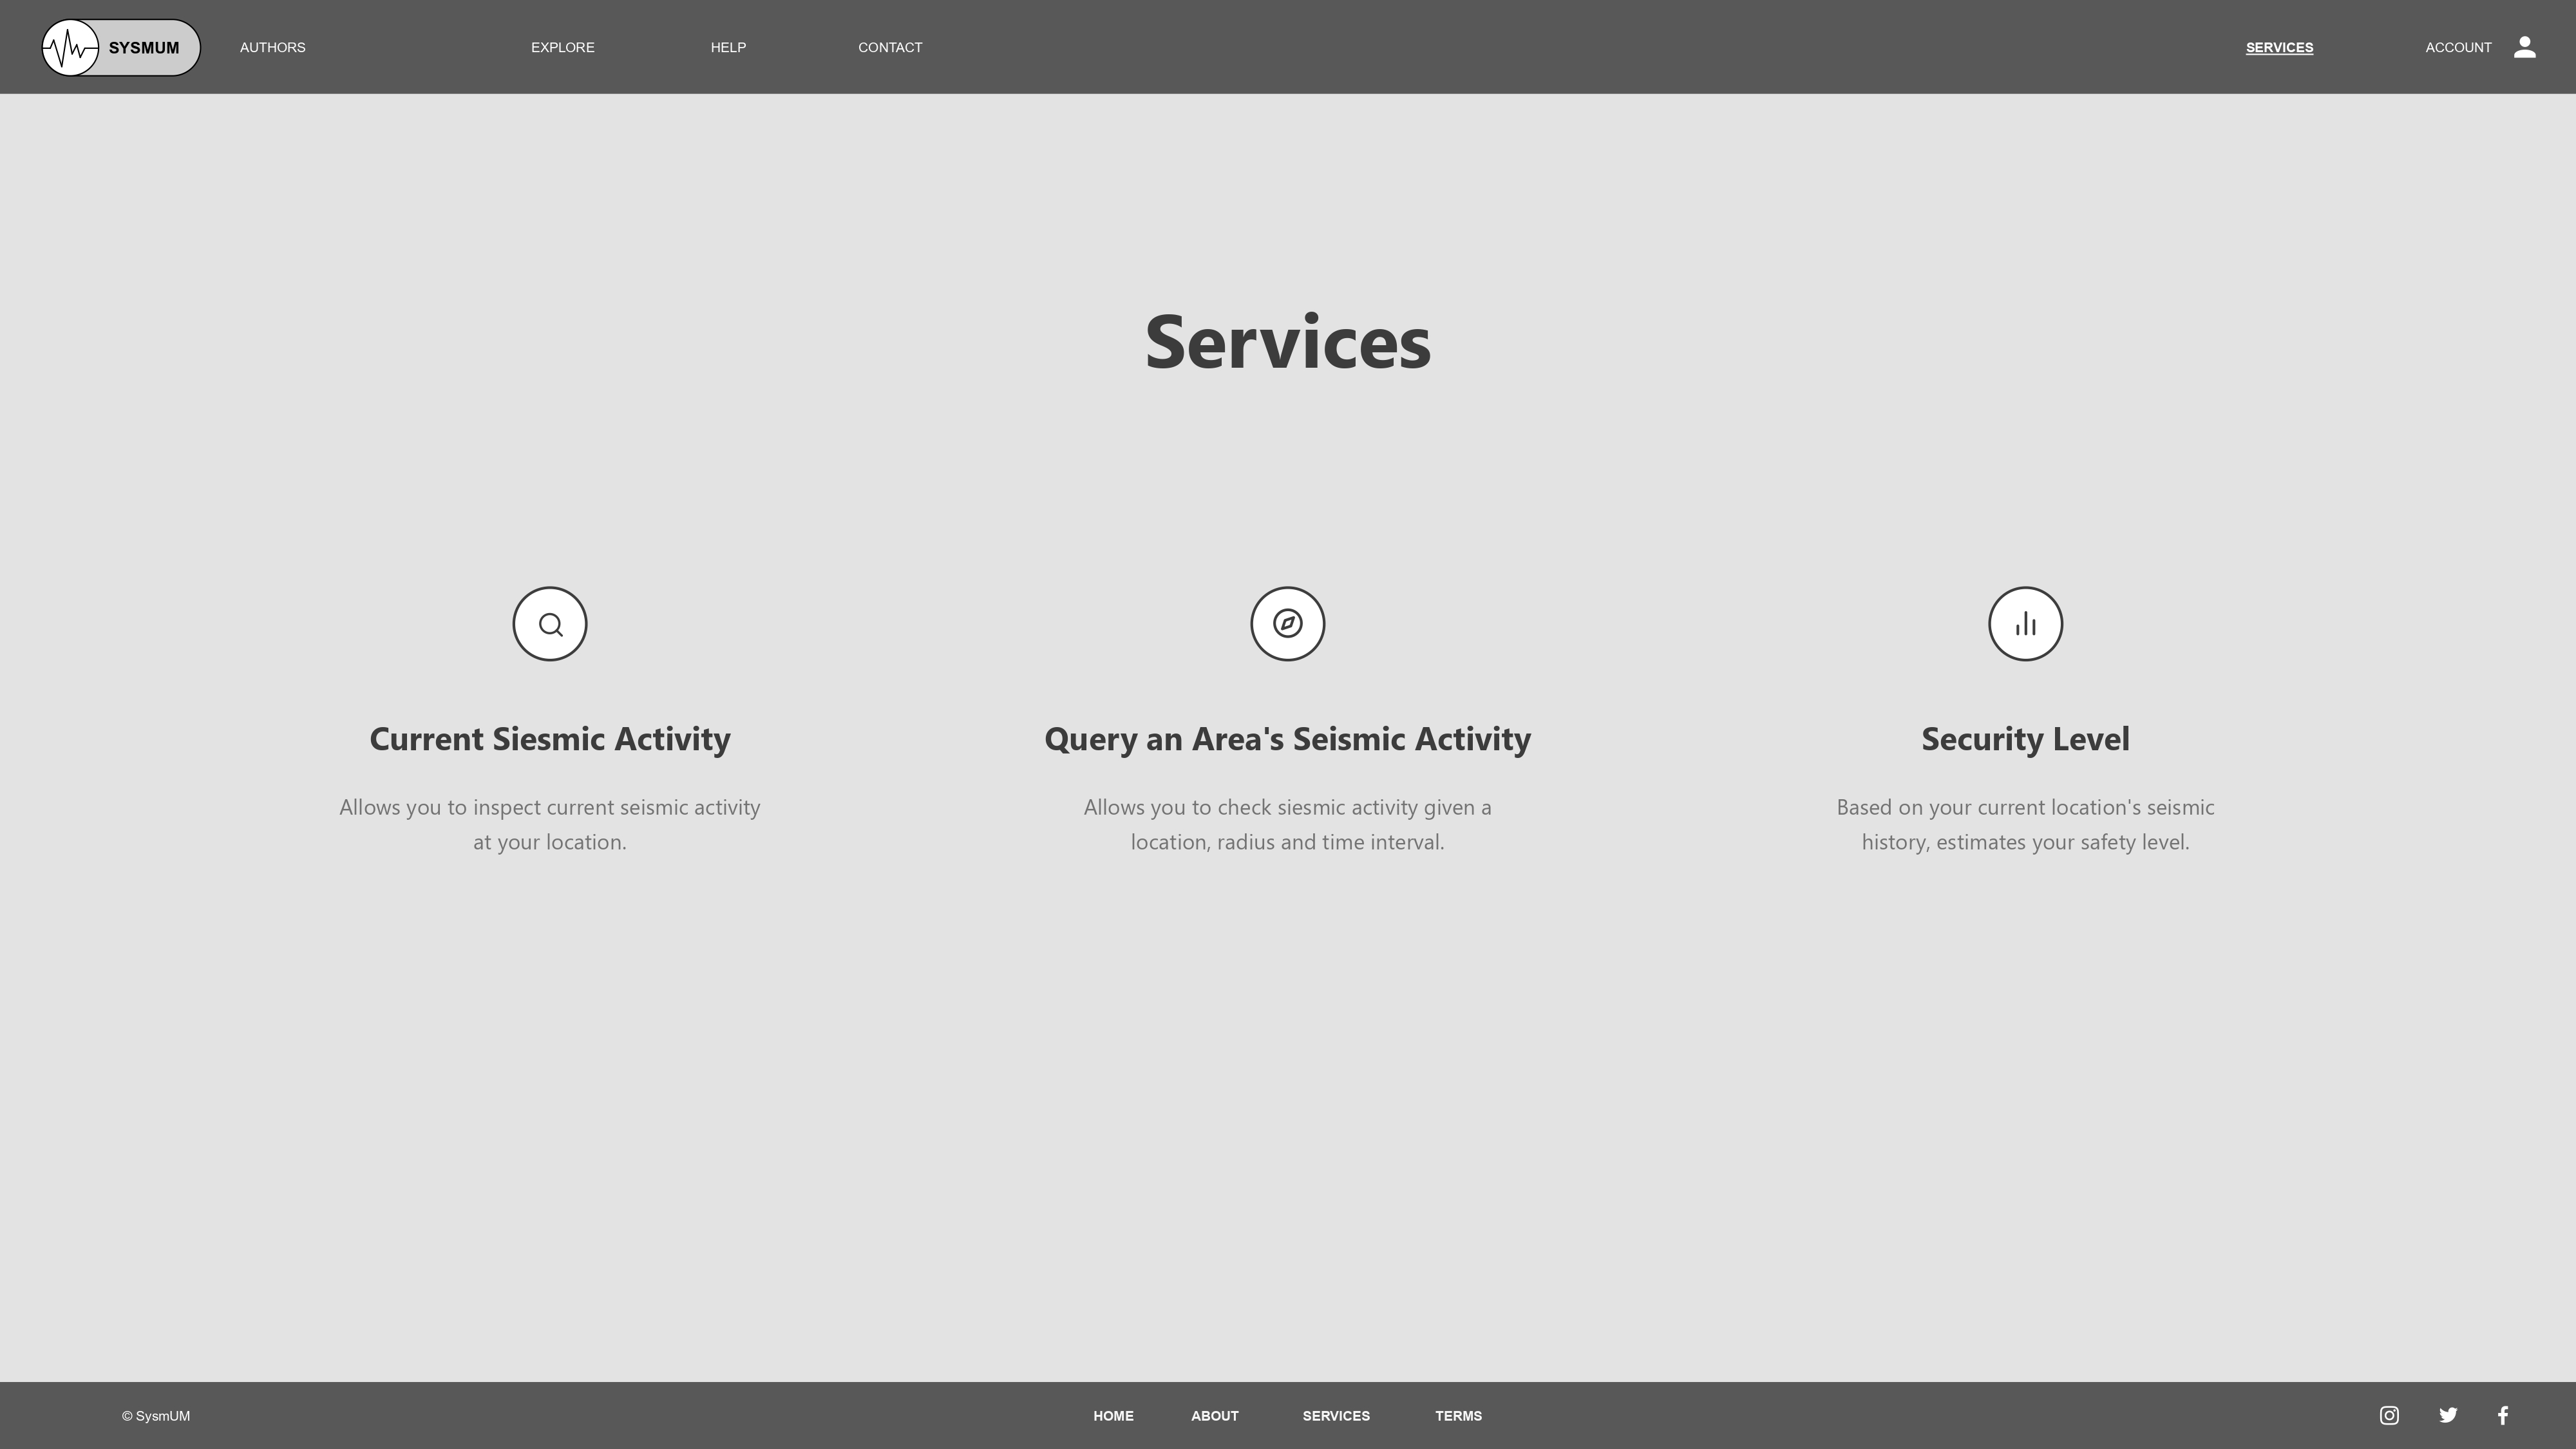 SYSMUM
AUTHORS
EXPLORE
HELP
CONTACT
SERVICES
ACCOUNT
Services
Current Siesmic Activity
Allows you to inspect current seismic activity
at your location.
Query an Area's Seismic Activity
Allows you to check siesmic activity given a
location, radius and time interval.
Security Level
Based on your current location's seismic
history, estimates your safety level.
© SysmUM
HOME
ABOUT
SERVICES
TERMS